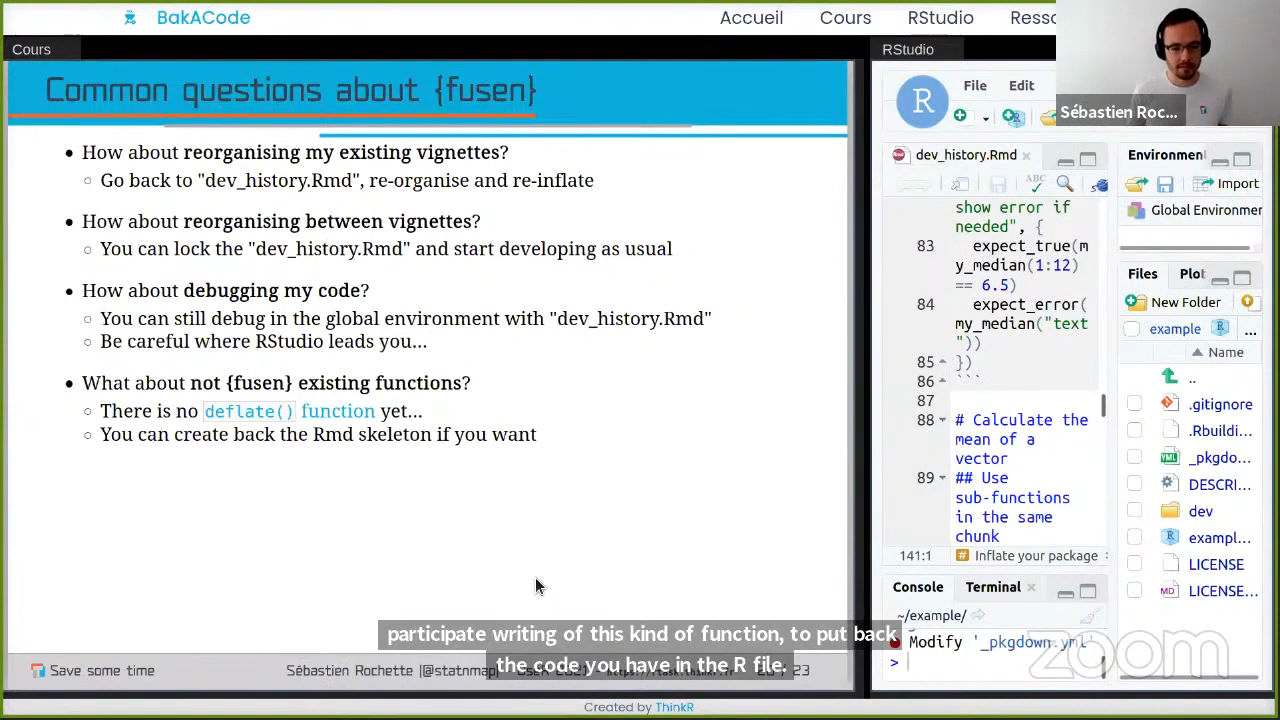 BakACode
Accueil
Cours
RStudio
Cours
RStudio
Common questions about {fusen}
• How about reorganising my existing vignettes?
○ Go back to "dev_history.Rmd", re-organise and re-inflate
• How about reorganising between vignettes?
○ You can lock the "dev_history.Rmd" and start developing as usual
• How about debugging my code?
○ You can still debug in the global environment with "dev_history.Rmd"
○ Be careful where RStudio leads you...
• What about not {fusen} existing functions?
○ There is no deflate() function yet...
○ You can create back the Rmd skeleton if you want
participate writing of this kind of function, to put back
the code you have in the R file.
Save some time
Sébastien Rochette (@statnmap)
23
Created by ThinkR
Sébastien Roc...
R
File
Edit
dev_history.Rmd
ABC
show error if
needed", {
83 expect_true(m
y_median(1:12)
== 6.5)
84 expect_error(
my_median("text
"))
85 })
86 ```
87
88 # Calculate the
mean of a
vector
89 ## Use
sub-functions
in the same
chunk
141:1
Inflate your package
Console
Terminal
~/example/
Modify '_pkgdown.yml'
>
zoom
Import
Files
New Folder
example
...
Name
..
.gitignore
.Rbuildi...
_pkgdo...
DESCRI...
dev
exampl...
LICENSE
LICENSE...